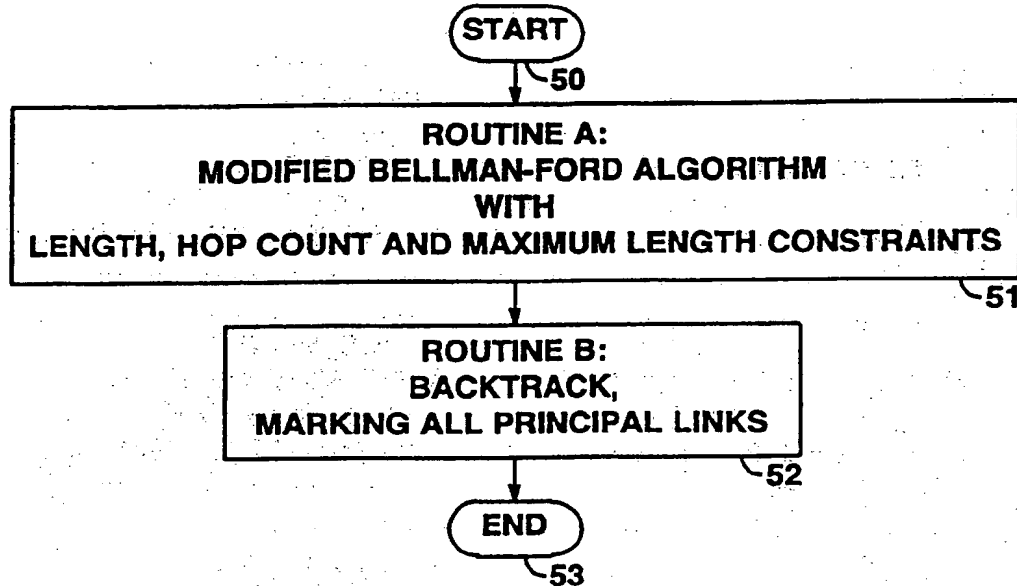 START
50
ROUTINE A:
MODIFIED BELLMAN-FORD ALGORITHM
WITH
LENGTH, HOP COUNT AND MAXIMUM LENGTH CONSTRAINTS
51
ROUTINE B:
BACKTRACK,
MARKING ALL PRINCIPAL LINKS
52
END
53